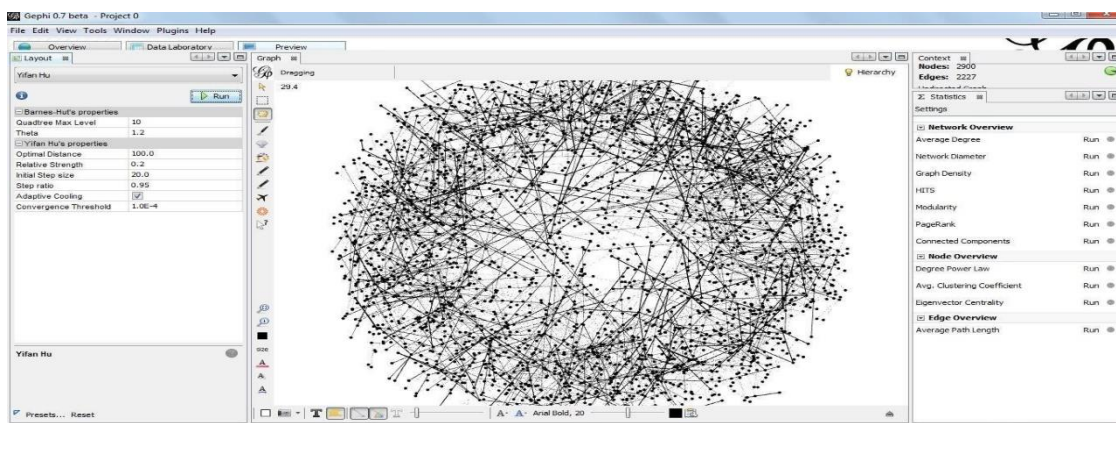 Gephi 0.7 beta - Project 0
File Edit View Tools Window Plugins Help
Overview Data Laboratory Preview
Layout
Yifan Hu
Run
Barnes-Hut's properties
Quadtree Max Level 10
Theta 1.2
Yifan Hu's properties
Optimal Distance 100.0
Relative Strength 0.2
Initial Step size 20.0
Step ratio 0.95
Adaptive Cooling
Convergence Threshold 1.0E-4
Yifan Hu
Presets... Reset
Graph
Dragging
Hierarchy
29.4
size
A
A
A
T T A- A- Arial Bold, 20
Context
Nodes: 2900
Edges: 2227
Undirected Graph
Σ Statistics
Settings
Network Overview
Average Degree Run
Network Diameter Run
Graph Density Run
HITS Run
Modularity Run
PageRank Run
Connected Components Run
Node Overview
Degree Power Law Run
Avg. Clustering Coefficient Run
Eigenvector Centrality Run
Edge Overview
Average Path Length Run